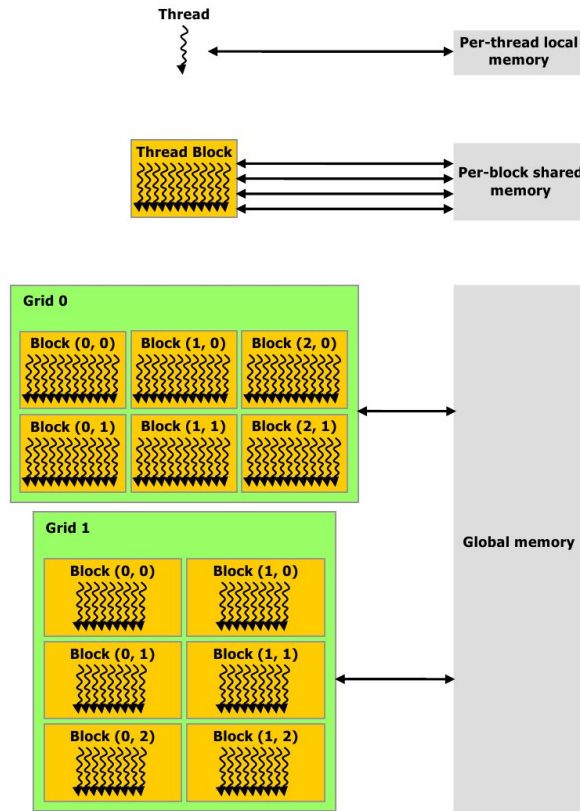 Thread
Per-thread local
memory
Thread Block
Per-block shared
memory
Grid 0
Block (0, 0)
Block (1, 0)
Block (2, 0)
Block (0, 1)
Block (1, 1)
Block (2, 1)
Grid 1
Block (0, 0)
Block (1, 0)
Global memory
Block (0, 1)
Block (1, 1)
Block (0, 2)
Block (1, 2)